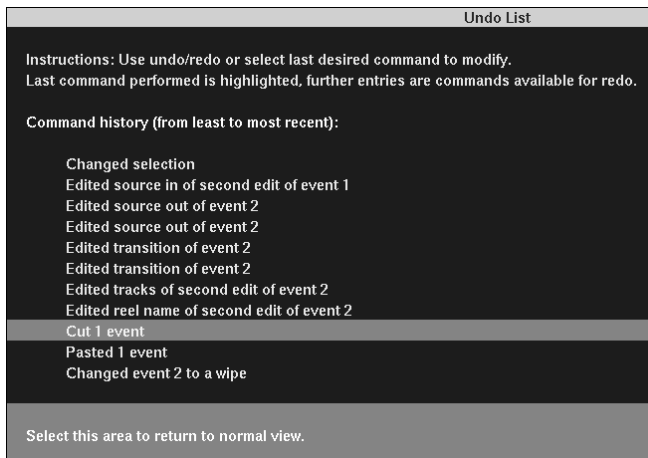 Undo List
Instructions: Use undo/redo or select last desired command to modify.
Last command performed is highlighted, further entries are commands available for redo.
Command history (from least to most recent):
Changed selection
Edited source in of second edit of event 1
Edited source out of event 2
Edited source out of event 2
Edited transition of event 2
Edited transition of event 2
Edited tracks of second edit of event 2
Edited reel name of second edit of event 2
Cut 1 event
Pasted 1 event
Changed event 2 to a wipe
Select this area to return to normal view.